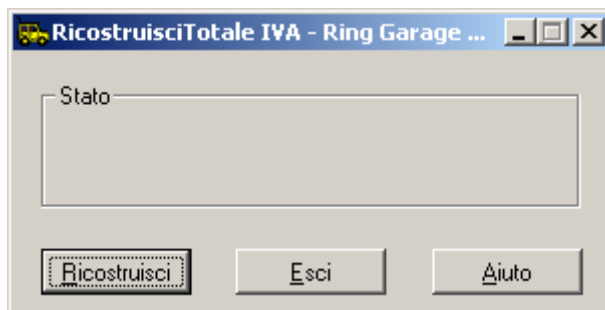 RicostruisciTotale IVA - Ring Garage ...
Stato
Ricostruisci Esci Aiuto